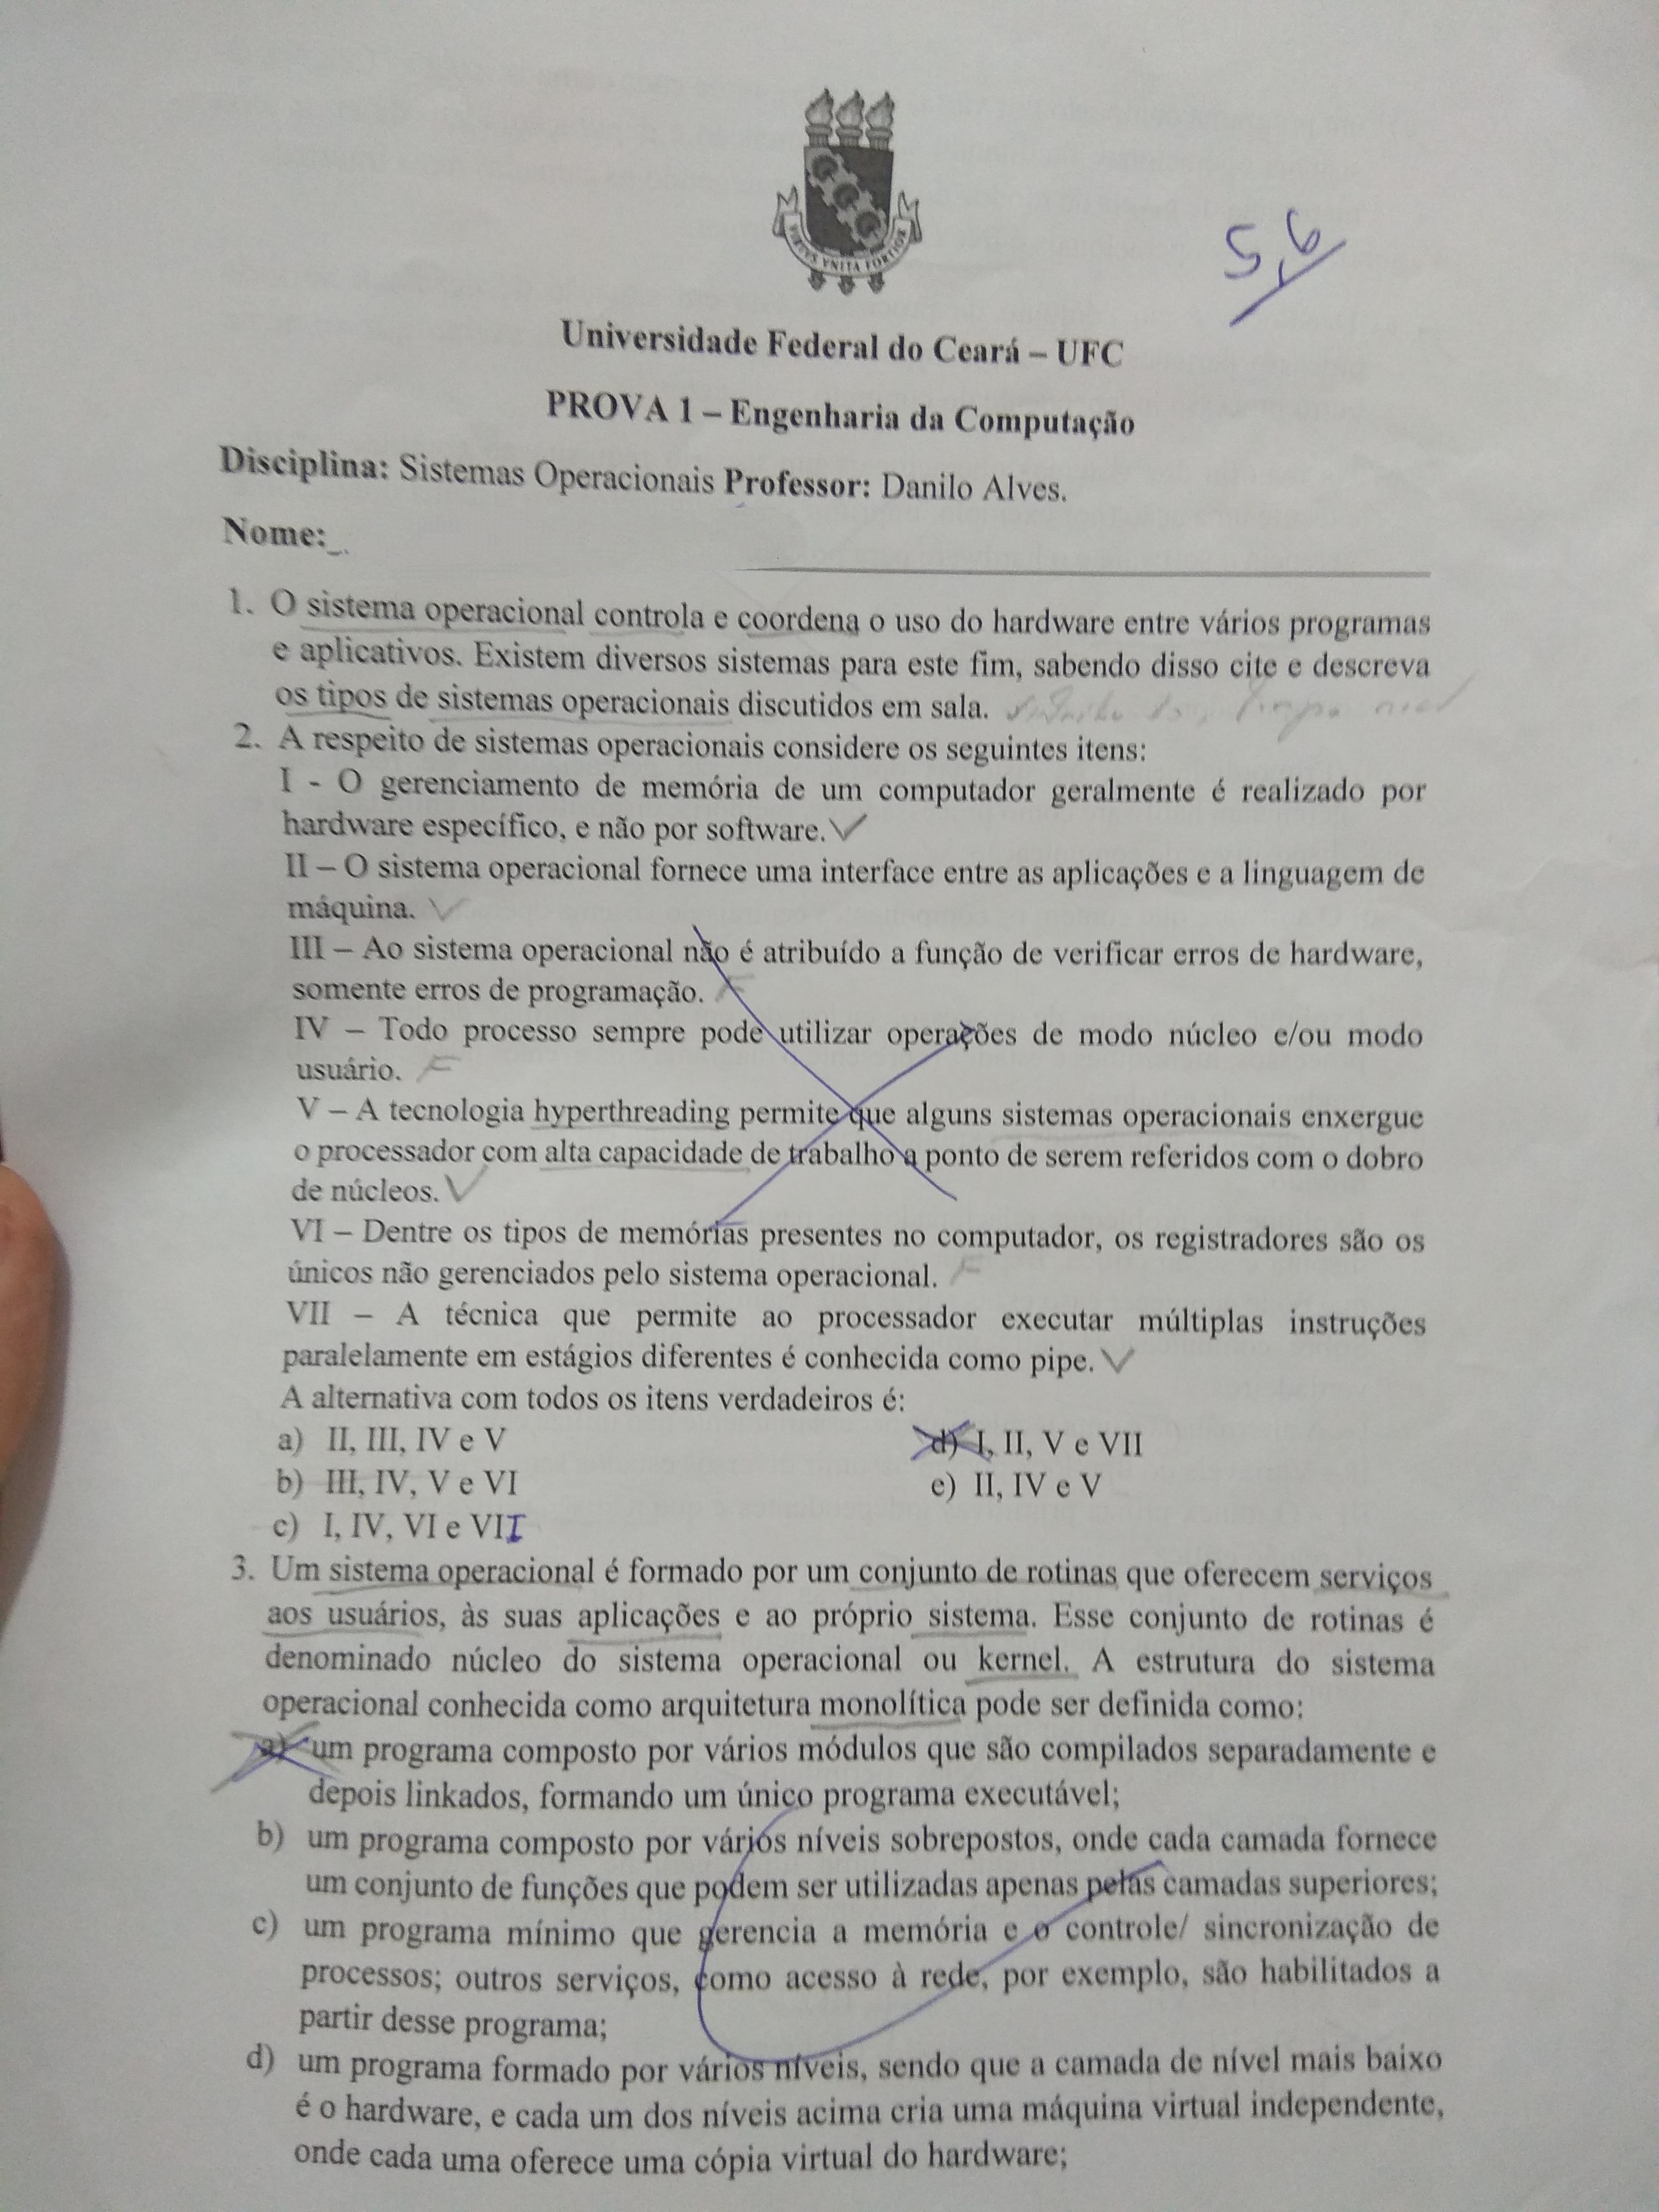 VIRTVS VNITA FORTIOR
5,6
Universidade Federal do Ceará – UFC
PROVA 1 – Engenharia da Computação
Disciplina: Sistemas Operacionais Professor: Danilo Alves.
Nome:
1. O sistema operacional controla e coordena o uso do hardware entre vários programas
e aplicativos. Existem diversos sistemas para este fim, sabendo disso cite e descreva
os tipos de sistemas operacionais discutidos em sala.
2. A respeito de sistemas operacionais considere os seguintes itens:
I - O gerenciamento de memória de um computador geralmente é realizado por
hardware específico, e não por software. V
II – O sistema operacional fornece uma interface entre as aplicações e a linguagem de
máquina. V
III – Ao sistema operacional não é atribuído a função de verificar erros de hardware,
somente erros de programação. F
IV – Todo processo sempre pode utilizar operações de modo núcleo e/ou modo
usuário. F
V – A tecnologia hyperthreading permite que alguns sistemas operacionais enxergue
o processador com alta capacidade de trabalho a ponto de serem referidos com o dobro
de núcleos. V
VI – Dentre os tipos de memórias presentes no computador, os registradores são os
únicos não gerenciados pelo sistema operacional. F
VII – A técnica que permite ao processador executar múltiplas instruções
paralelamente em estágios diferentes é conhecida como pipe. V
A alternativa com todos os itens verdadeiros é:
a) II, III, IV e V
b) III, IV, V e VI
c) I, IV, VI e VII
d) I, II, V e VII
e) II, IV e V
3. Um sistema operacional é formado por um conjunto de rotinas que oferecem serviços
aos usuários, às suas aplicações e ao próprio sistema. Esse conjunto de rotinas é
denominado núcleo do sistema operacional ou kernel. A estrutura do sistema
operacional conhecida como arquitetura monolítica pode ser definida como:
a) um programa composto por vários módulos que são compilados separadamente e
depois linkados, formando um único programa executável;
b) um programa composto por vários níveis sobrepostos, onde cada camada fornece
um conjunto de funções que podem ser utilizadas apenas pelas camadas superiores;
c) um programa mínimo que gerencia a memória e o controle/ sincronização de
processos; outros serviços, como acesso à rede, por exemplo, são habilitados a
partir desse programa;
d) um programa formado por vários níveis, sendo que a camada de nível mais baixo
é o hardware, e cada um dos níveis acima cria uma máquina virtual independente,
onde cada uma oferece uma cópia virtual do hardware;